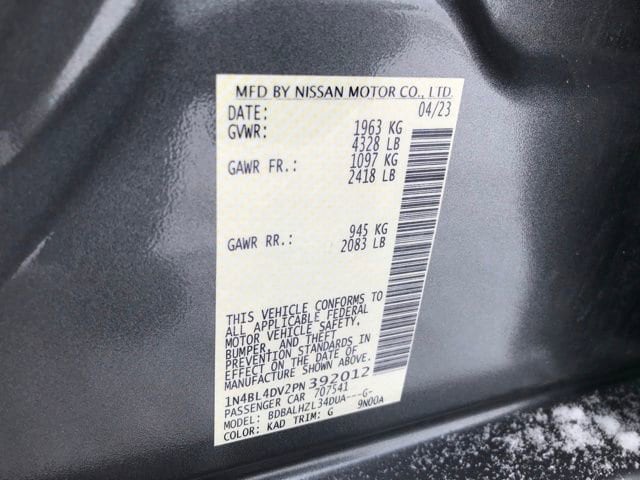 MFD BY NISSAN MOTOR CO., LTD.
DATE: 04/23
GVWR: 1963 KG
4328 LB
GAWR FR.: 1097 KG
2418 LB
GAWR RR.: 945 KG
2083 LB
THIS VEHICLE CONFORMS TO
ALL APPLICABLE FEDERAL
MOTOR VEHICLE SAFETY,
BUMPER, AND THEFT
PREVENTION STANDARDS IN
EFFECT ON THE DATE OF
MANUFACTURE SHOWN ABOVE.
1N4BL4DV2PN392012
PASSENGER CAR 707541
MODEL: BDBALHZL34DUA---G-
COLOR: KAD TRIM: G 9N00A